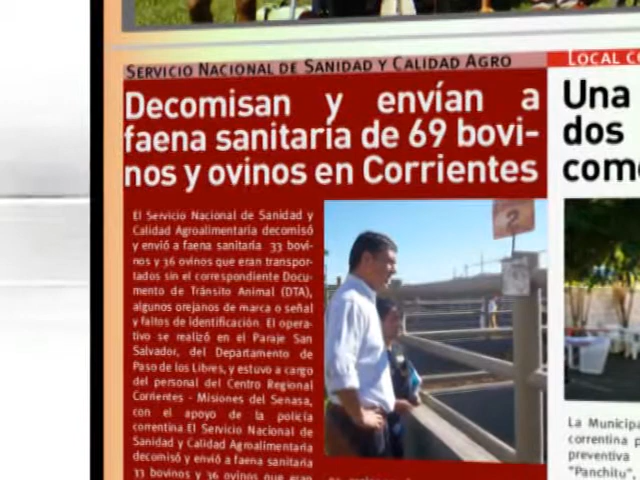 SERVICIO NACIONAL DE SANIDAD Y CALIDAD AGRO
Decomisan y envían a
faena sanitaria de 69 bovi-
nos y ovinos en Corrientes
El Servicio Nacional de Sanidad y
Calidad Agroalimentaria decomisó
y envió a faena sanitaria 33 bovi-
nos y 36 ovinos que eran transpor-
tados sin el correspondiente Docu-
mento de Tránsito Animal (DTA),
algunos orejanos de marca o señal
y faltos de identificación. El opera-
tivo se realizó en el Paraje San
Salvador, del Departamento de
Paso de los Libres, y estuvo a cargo
del personal del Centro Regional
Corrientes - Misiones del Senasa,
con el apoyo de la policía
correntina.El Servicio Nacional de
Sanidad y Calidad Agroalimentaria
decomisó y envió a faena sanitaria
33 bovinos y 36 ovinos que eran
2
LOCAL
Una
dos
La Municipa
correntina p
preventiva
"Panchitu",